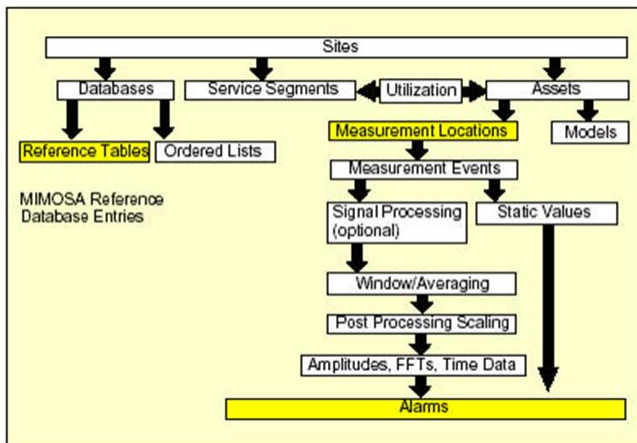 Sites
Databases
Service Segments
Utilization
Assets
Measurement Locations
Models
Reference Tables
Ordered Lists
Measurement Events
MIMOSA Reference
Database Entries
Signal Processing
(optional)
Static Values
Window/Averaging
Post Processing Scaling
Amplitudes, FFTs, Time Data
Alarms